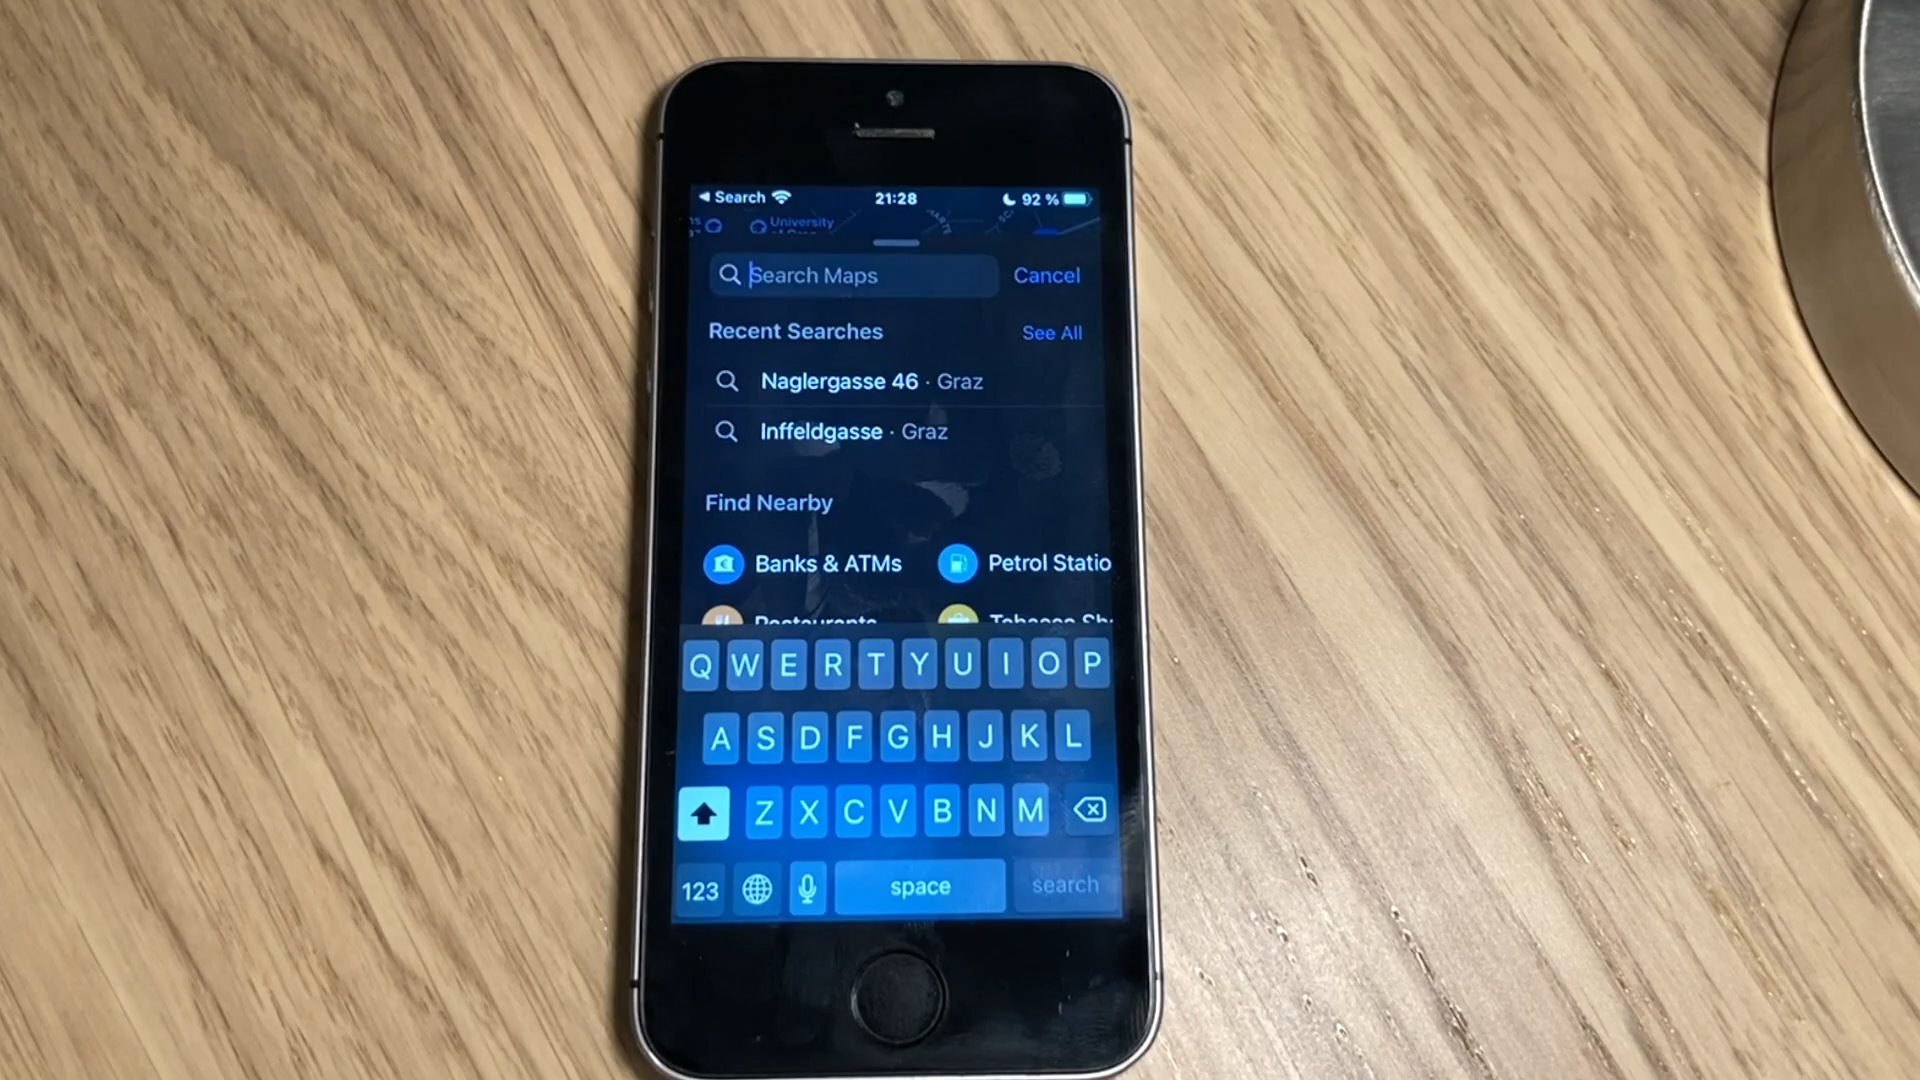 Search 21:28 92 %
University
Search Maps Cancel
Recent Searches See All
Naglergasse 46 · Graz
Inffeldgasse · Graz
Find Nearby
Banks & ATMs Petrol Statio
Restaurants Tobacco Sh
Q W E R T Y U I O P
A S D F G H J K L
Z X C V B N M
123 space search